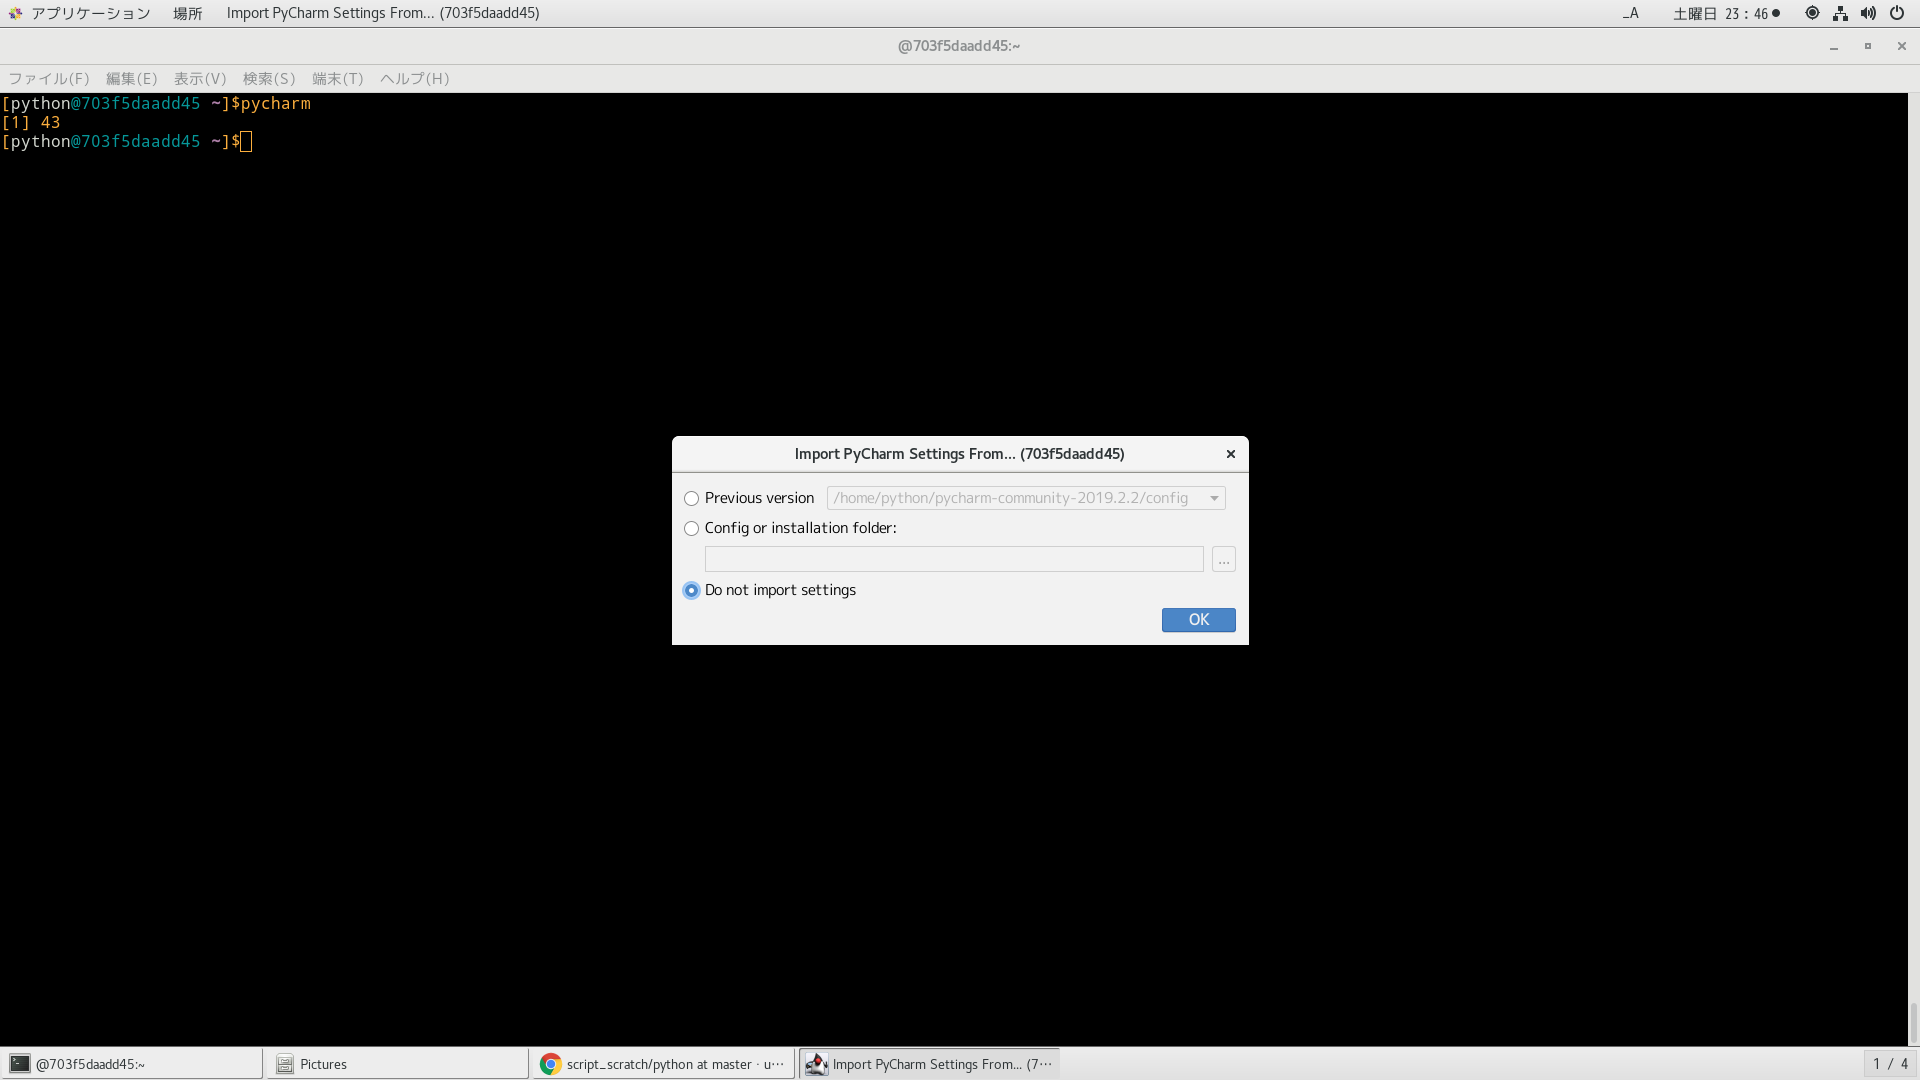 アプリケーション 場所 Import PyCharm Settings From... (703f5daadd45) _A 土曜日 23 : 46
@703f5daadd45:~
ファイル(F) 編集(E) 表示(V) 検索(S) 端末(T) ヘルプ(H)
[python@703f5daadd45 ~]$pycharm
[1] 43
[python@703f5daadd45 ~]$
Import PyCharm Settings From... (703f5daadd45)
Previous version /home/python/pycharm-community-2019.2.2/config
Config or installation folder:
...
Do not import settings
OK
@703f5daadd45:~ Pictures script_scratch/python at master · u… Import PyCharm Settings From... (7… 1 / 4